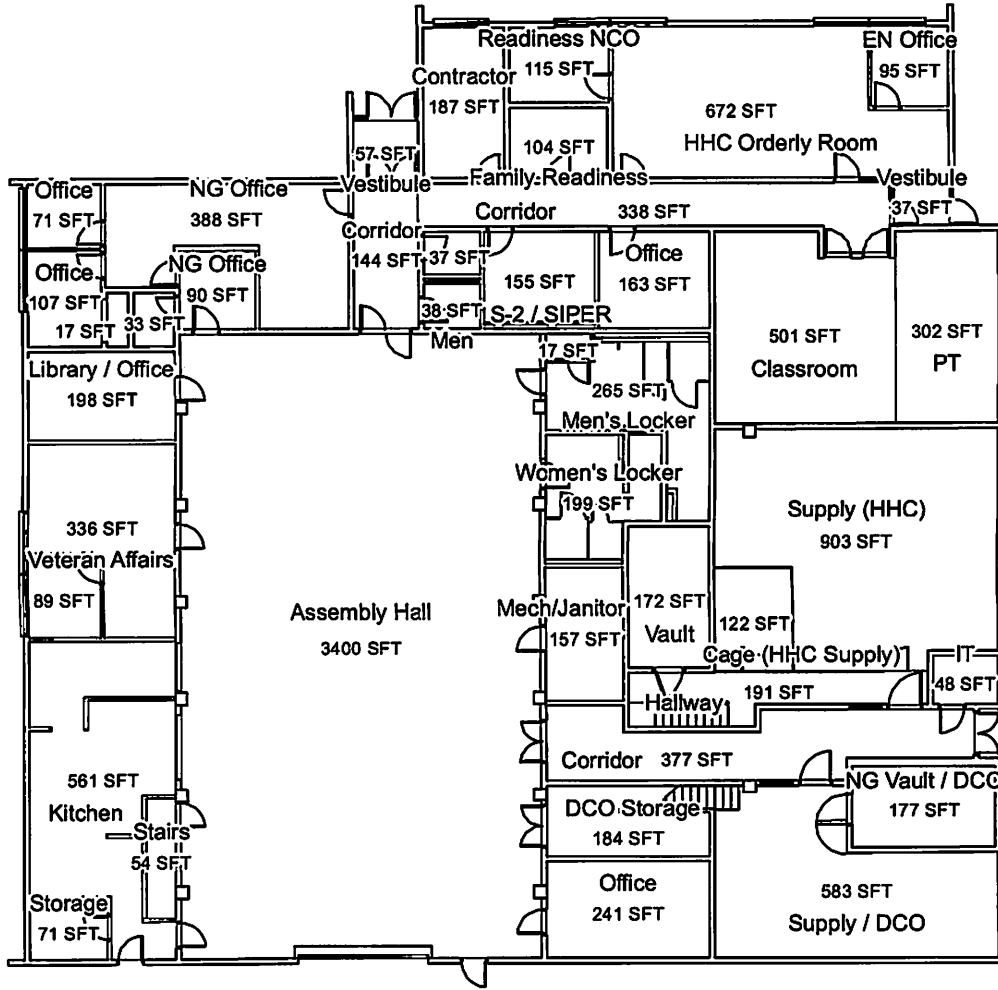 Readiness NCO
115 SFT
EN Office
95 SFT
Contractor
187 SFT
672 SFT
HHC Orderly Room
104 SFT
Family Readiness
57 SFT
Vestibule
Vestibule
37 SFT
Office
71 SFT
NG Office
388 SFT
Corridor
338 SFT
Corridor
144 SFT
37 SFT
Office
163 SFT
155 SFT
S-2 / SIPER
38 SFT
Men
Office
107 SFT
17 SFT
33 SFT
NG Office
90 SFT
501 SFT
Classroom
302 SFT
PT
Library / Office
198 SFT
17 SFT
265 SFT
Men's Locker
Women's Locker
199 SFT
Supply (HHC)
903 SFT
336 SFT
Veteran Affairs
89 SFT
Assembly Hall
3400 SFT
Mech/Janitor
157 SFT
172 SFT
Vault
122 SFT
Cage (HHC Supply)
IT
48 SFT
191 SFT
Hallway
Corridor
377 SFT
561 SFT
Kitchen
Stairs
54 SFT
DCO Storage
184 SFT
NG Vault / DCO
177 SFT
Storage
71 SFT
Office
241 SFT
583 SFT
Supply / DCO